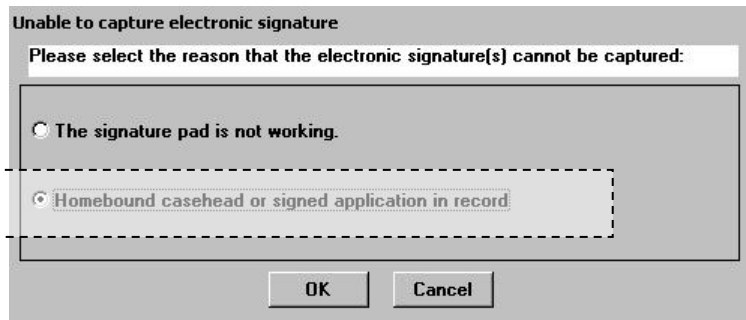 Unable to capture electronic signature
Please select the reason that the electronic signature(s) cannot be captured:
The signature pad is not working.
Homebound casehead or signed application in record
OK Cancel